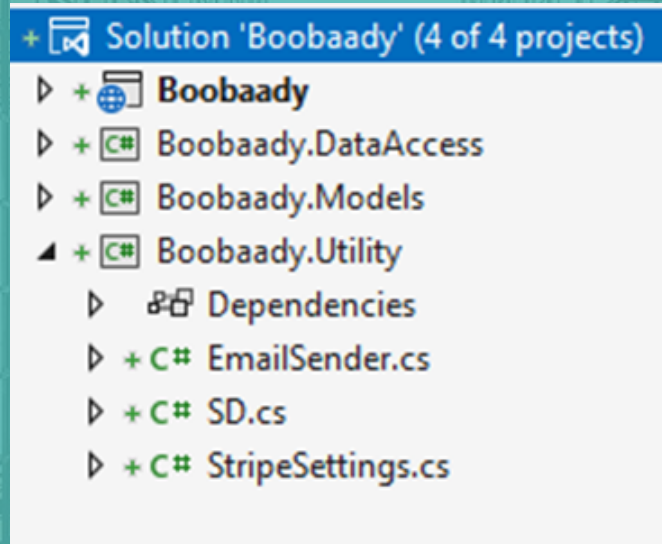 Solution 'Boobaady' (4 of 4 projects)
Boobaady
C# Boobaady.DataAccess
C# Boobaady.Models
C# Boobaady.Utility
Dependencies
C# EmailSender.cs
C# SD.cs
C# StripeSettings.cs